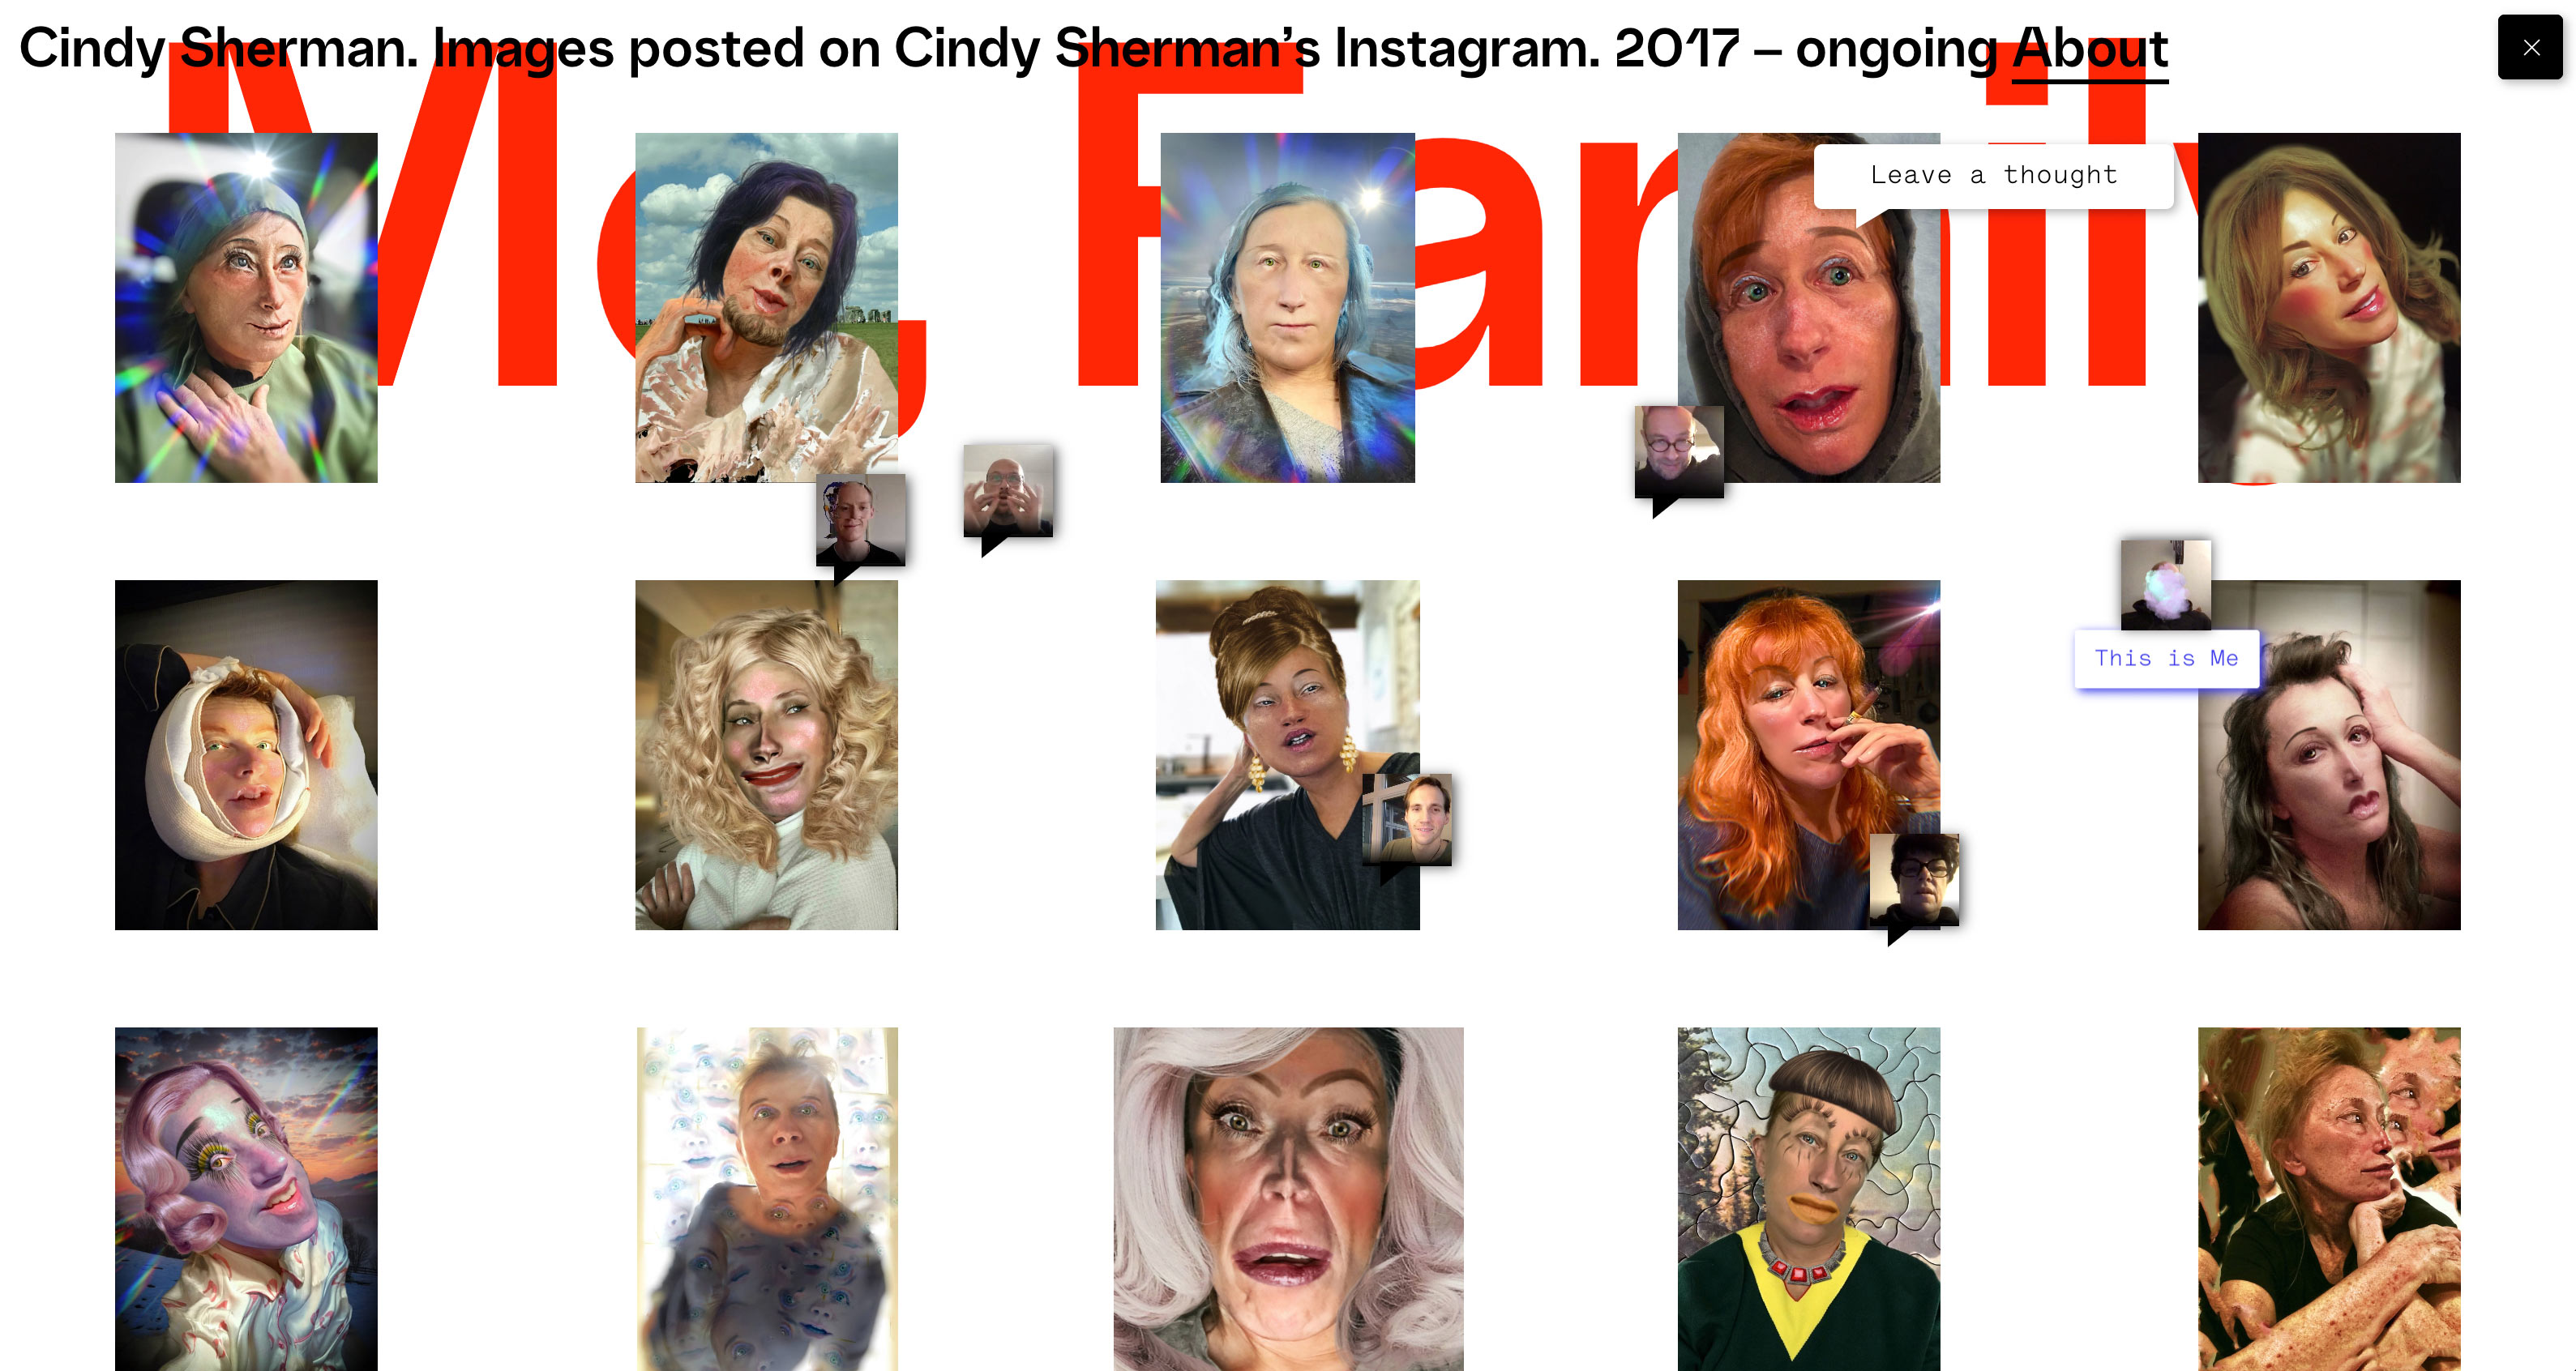 Cindy Sherman. Images posted on Cindy Sherman’s Instagram. 2017 – ongoing About
Me, Family
Leave a thought
This is Me